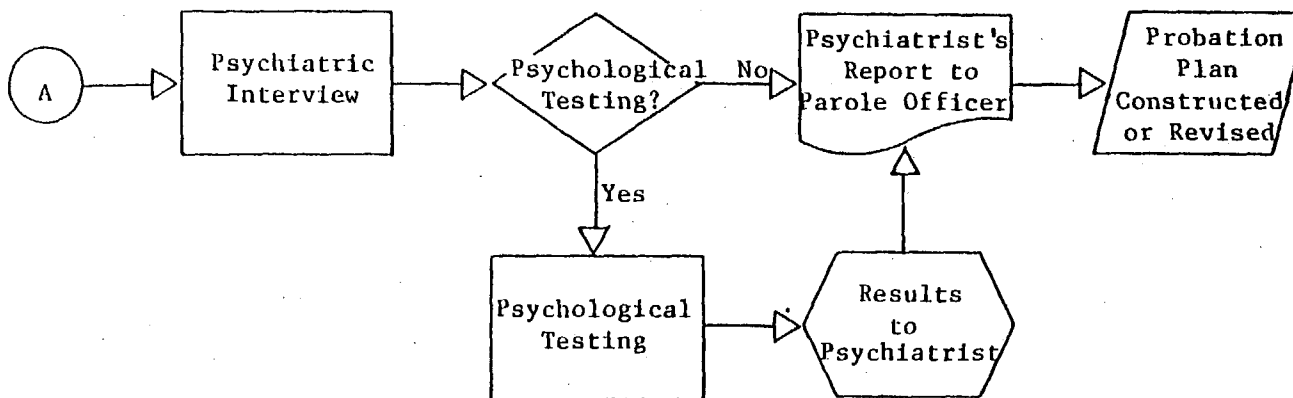 A
Psychiatric
Interview
Psychological
Testing?
No
Psychiatrist's
Report to
Parole Officer
Probation
Plan
Constructed
or Revised
Yes
Psychological
Testing
Results
to
Psychiatrist